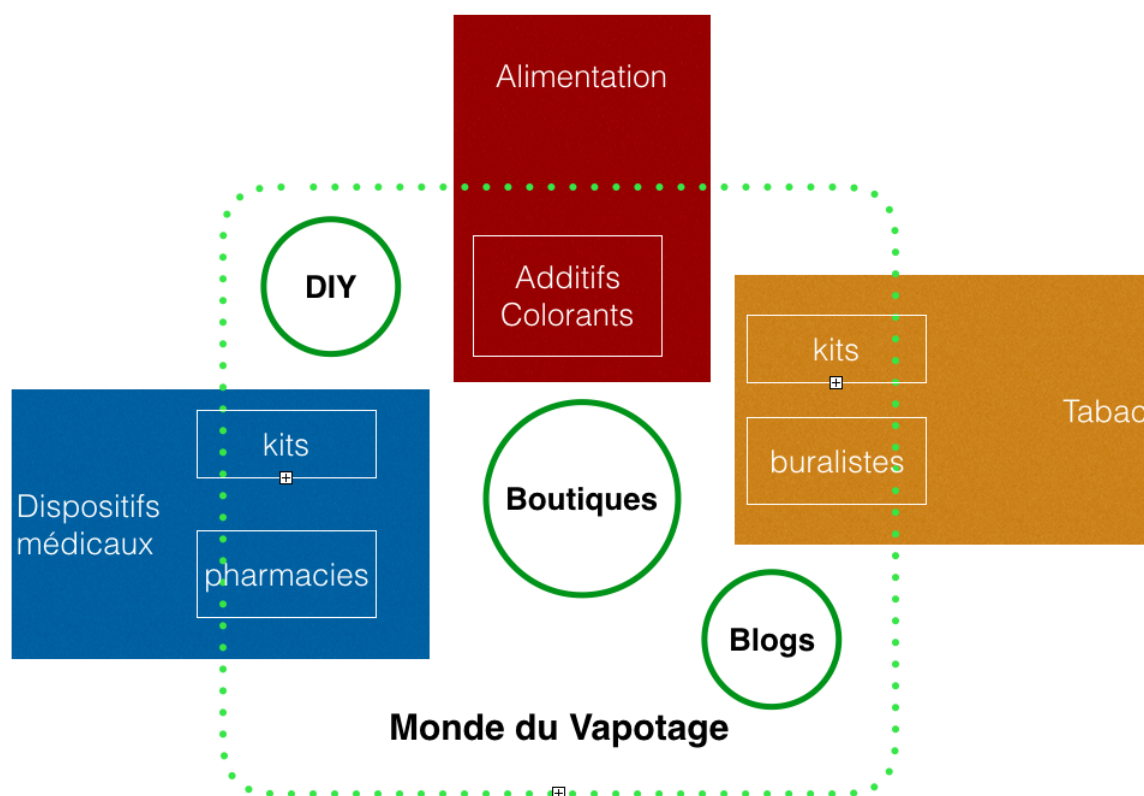 Alimentation
DIY
Additifs
Colorants
kits
Tabac
buralistes
kits
Dispositifs
médicaux
pharmacies
Boutiques
Blogs
Monde du Vapotage